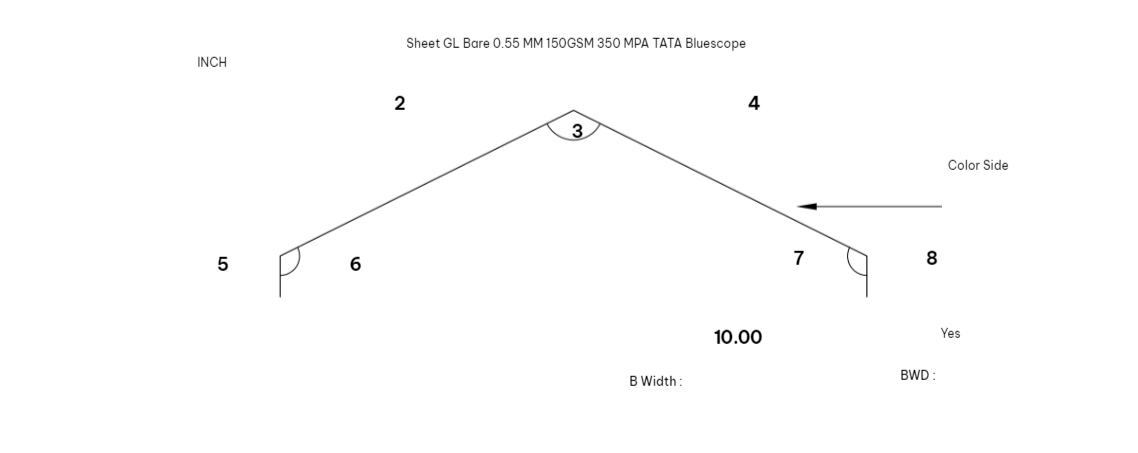 Sheet GL Bare 0.55 MM 150GSM 350 MPA TATA Bluescope
INCH
2
4
3
Color Side
5
6
7
8
10.00
Yes
B Width :
BWD :